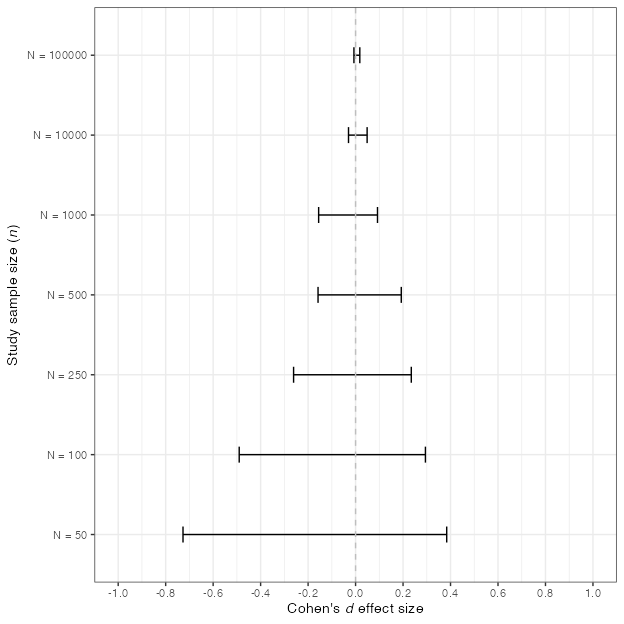 N = 100000
N = 10000
N = 1000
N = 500
N = 250
N = 100
N = 50
Study sample size (n)
-1.0 -0.8 -0.6 -0.4 -0.2 0.0 0.2 0.4 0.6 0.8 1.0
Cohen's d effect size